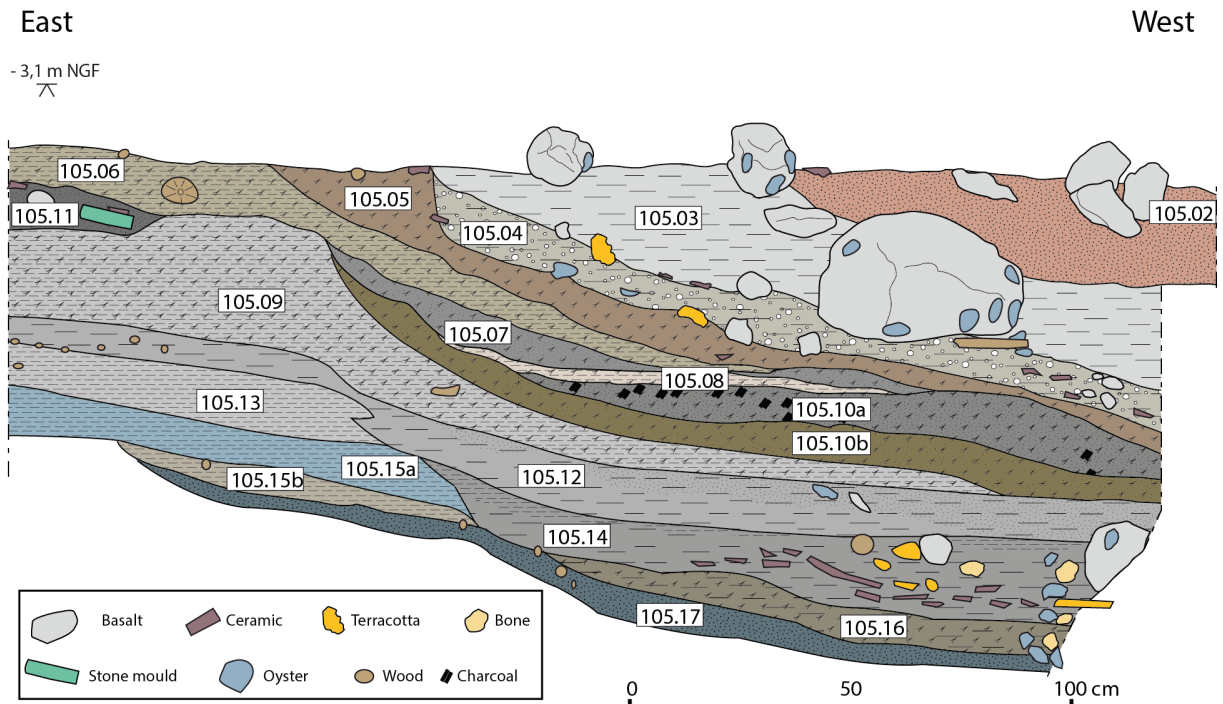 East
West
- 3,1 m NGF
105.06
105.11
105.05
105.04
105.03
105.02
105.09
105.07
105.08
105.10a
105.10b
105.13
105.15a
105.15b
105.12
105.14
105.17
105.16
Basalt
Ceramic
Terracotta
Bone
Stone mould
Oyster
Wood
Charcoal
0
50
100 cm